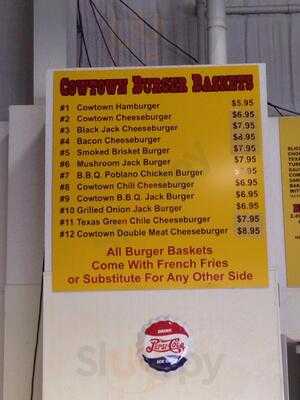 COWTOWN BURGER BASKETS
#1 Cowtown Hamburger $5.95
#2 Cowtown Cheeseburger $6.95
#3 Black Jack Cheeseburger $7.95
#4 Bacon Cheeseburger $6.95
#5 Smoked Brisket Burger $7.95
#6 Mushroom Jack Burger $7.95
#7 B.B.Q. Poblano Chicken Burger
#8 Cowtown Chili Cheeseburger $6.95
#9 Cowtown B.B.Q. Jack Burger $6.95
#10 Grilled Onion Jack Burger $6.95
#11 Texas Green Chile Cheeseburger $7.95
#12 Cowtown Double Meat Cheeseburger $8.95
All Burger Baskets
Come With French Fries
or Substitute For Any Other Side
DRINK
PEPSI-COLA
ICE COLD